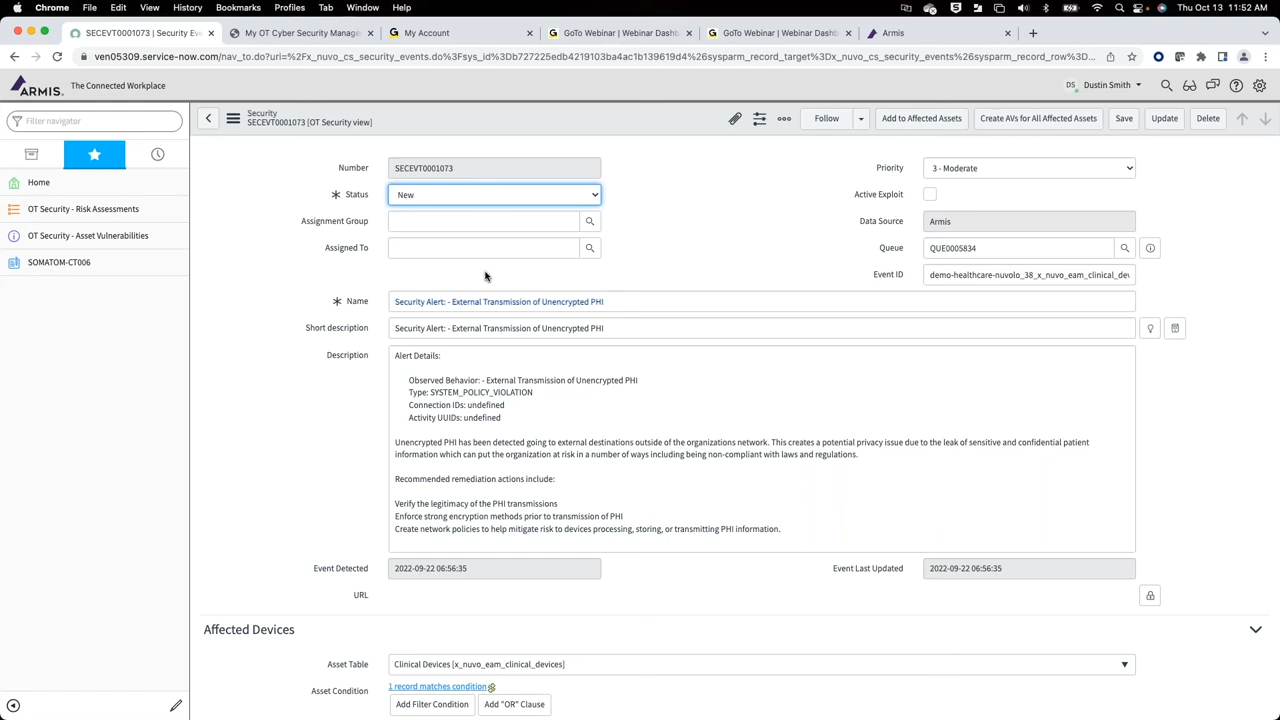 Chrome File Edit View History Bookmarks Profiles Tab Window Help Thu Oct 13 11:52 AM
SECEVT0001073 | Security Eve My OT Cyber Security Manage My Account GoTo Webinar | Webinar Dashb GoTo Webinar | Webinar Dashb Armis
ven05309.service-now.com/nav_to.do?uri=%2Fx_nuvo_cs_security_events.do%3Fsys_id%3Db727225edb4219103ba4ac1b139619d4%26sysparm_record_target%3Dx_nuvo_cs_security_events%26sysparm_record_row%3D...
ARMIS. The Connected Workplace DS Dustin Smith
Filter navigator
Home
OT Security - Risk Assessments
OT Security - Asset Vulnerabilities
SOMATOM-CT006
Security
SECEVT0001073 [OT Security view]
Follow Add to Affected Assets Create AVs for All Affected Assets Save Update Delete
Number SECEVT0001073 Priority 3 - Moderate
Status New Active Exploit
Assignment Group Data Source Armis
Assigned To Queue QUE0005834
Event ID demo-healthcare-nuvolo_38_x_nuvo_eam_clinical_dev
Name Security Alert: - External Transmission of Unencrypted PHI
Short description Security Alert: - External Transmission of Unencrypted PHI
Description Alert Details:
Observed Behavior: - External Transmission of Unencrypted PHI
Type: SYSTEM_POLICY_VIOLATION
Connection IDs: undefined
Activity UUIDs: undefined
Unencrypted PHI has been detected going to external destinations outside of the organizations network. This creates a potential privacy issue due to the leak of sensitive and confidential patient
information which can put the organization at risk in a number of ways including being non-compliant with laws and regulations.
Recommended remediation actions include:
Verify the legitimacy of the PHI transmissions
Enforce strong encryption methods prior to transmission of PHI
Create network policies to help mitigate risk to devices processing, storing, or transmitting PHI information.
Event Detected 2022-09-22 06:56:35 Event Last Updated 2022-09-22 06:56:35
URL
Affected Devices
Asset Table Clinical Devices [x_nuvo_eam_clinical_devices]
Asset Condition 1 record matches condition
Add Filter Condition Add "OR" Clause